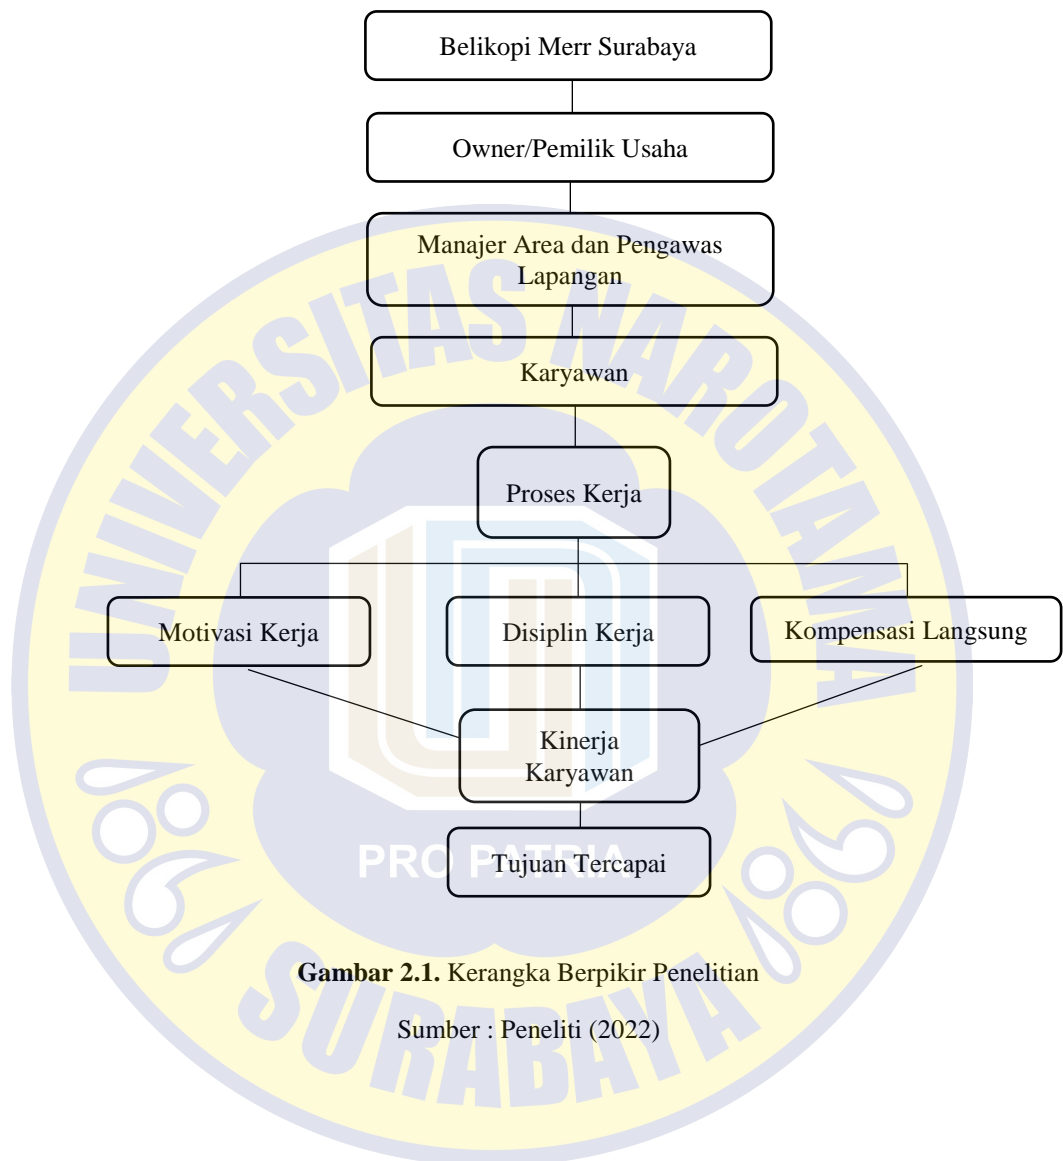 Belikopi Merr Surabaya
Owner/Pemilik Usaha
Manajer Area dan Pengawas
Lapangan
Karyawan
Proses Kerja
Motivasi Kerja
Disiplin Kerja
Kompensasi Langsung
Kinerja
Karyawan
Tujuan Tercapai
Gambar 2.1. Kerangka Berpikir Penelitian
Sumber : Peneliti (2022)
UNIVERSITAS NAROTAMA
PRO PATRIA
SURABAYA